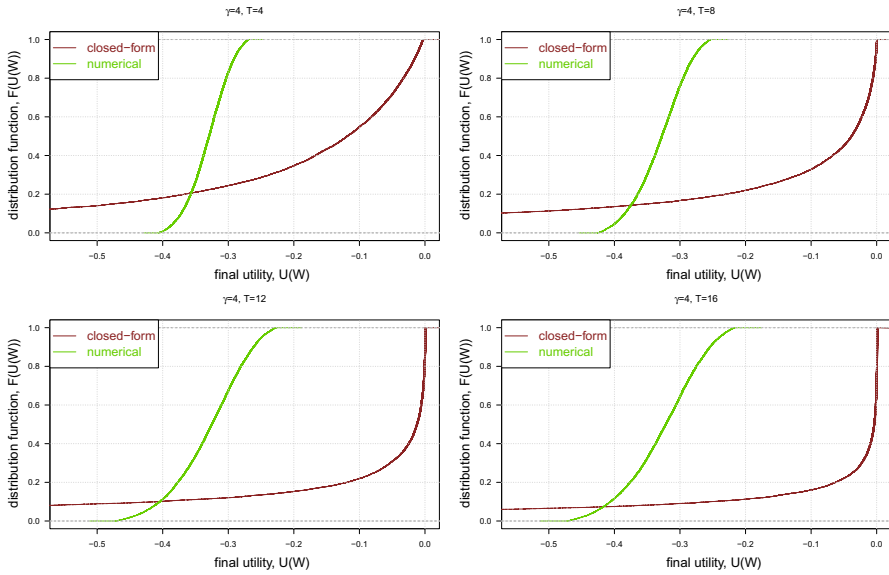 γ=4, T=4
distribution function, F(U(W))
1.0
0.8
0.6
0.4
0.2
0.0
closed−form
numerical
−0.5
−0.4
−0.3
−0.2
−0.1
0.0
final utility, U(W)
γ=4, T=8
distribution function, F(U(W))
1.0
0.8
0.6
0.4
0.2
0.0
closed−form
numerical
−0.5
−0.4
−0.3
−0.2
−0.1
0.0
final utility, U(W)
γ=4, T=12
distribution function, F(U(W))
1.0
0.8
0.6
0.4
0.2
0.0
closed−form
numerical
−0.5
−0.4
−0.3
−0.2
−0.1
0.0
final utility, U(W)
γ=4, T=16
distribution function, F(U(W))
1.0
0.8
0.6
0.4
0.2
0.0
closed−form
numerical
−0.5
−0.4
−0.3
−0.2
−0.1
0.0
final utility, U(W)